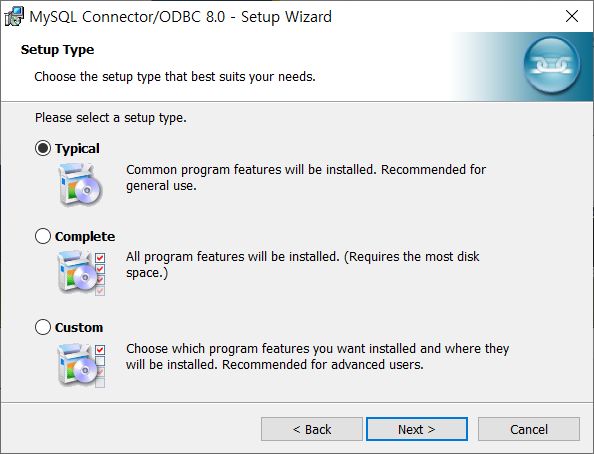 MySQL Connector/ODBC 8.0 - Setup Wizard
Setup Type
Choose the setup type that best suits your needs.
Please select a setup type.
Typical
Common program features will be installed. Recommended for
general use.
Complete
All program features will be installed. (Requires the most disk
space.)
Custom
Choose which program features you want installed and where they
will be installed. Recommended for advanced users.
< Back
Next >
Cancel